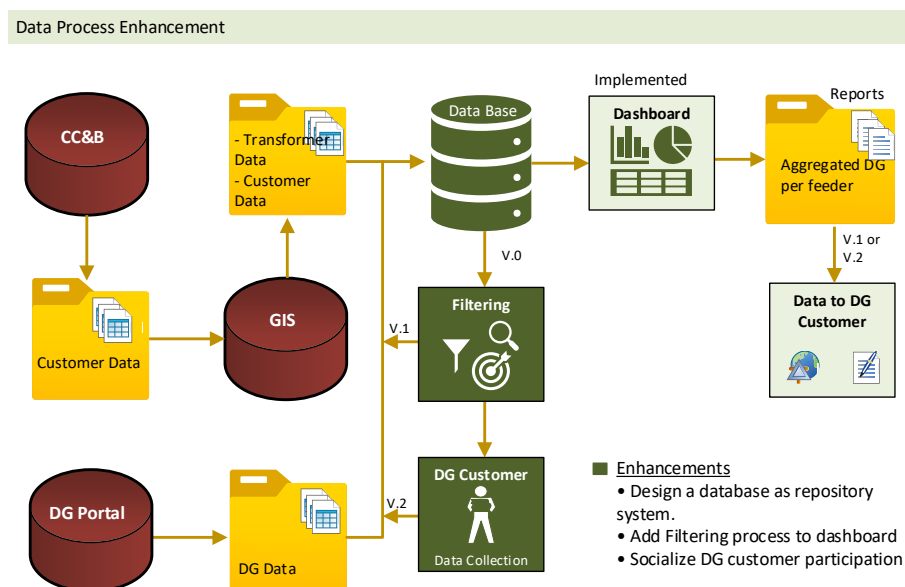 Data Process Enhancement
Implemented
Reports
CC&B
- Transformer
Data
- Customer
Data
Data Base
Dashboard
Aggregated DG
per feeder
V.0
V.1 or
V.2
Customer Data
GIS
V.1
Filtering
Data to DG
Customer
DG Portal
DG Data
V.2
DG Customer
Data Collection
Enhancements
• Design a database as repository
system.
• Add Filtering process to dashboard
• Socialize DG customer participation